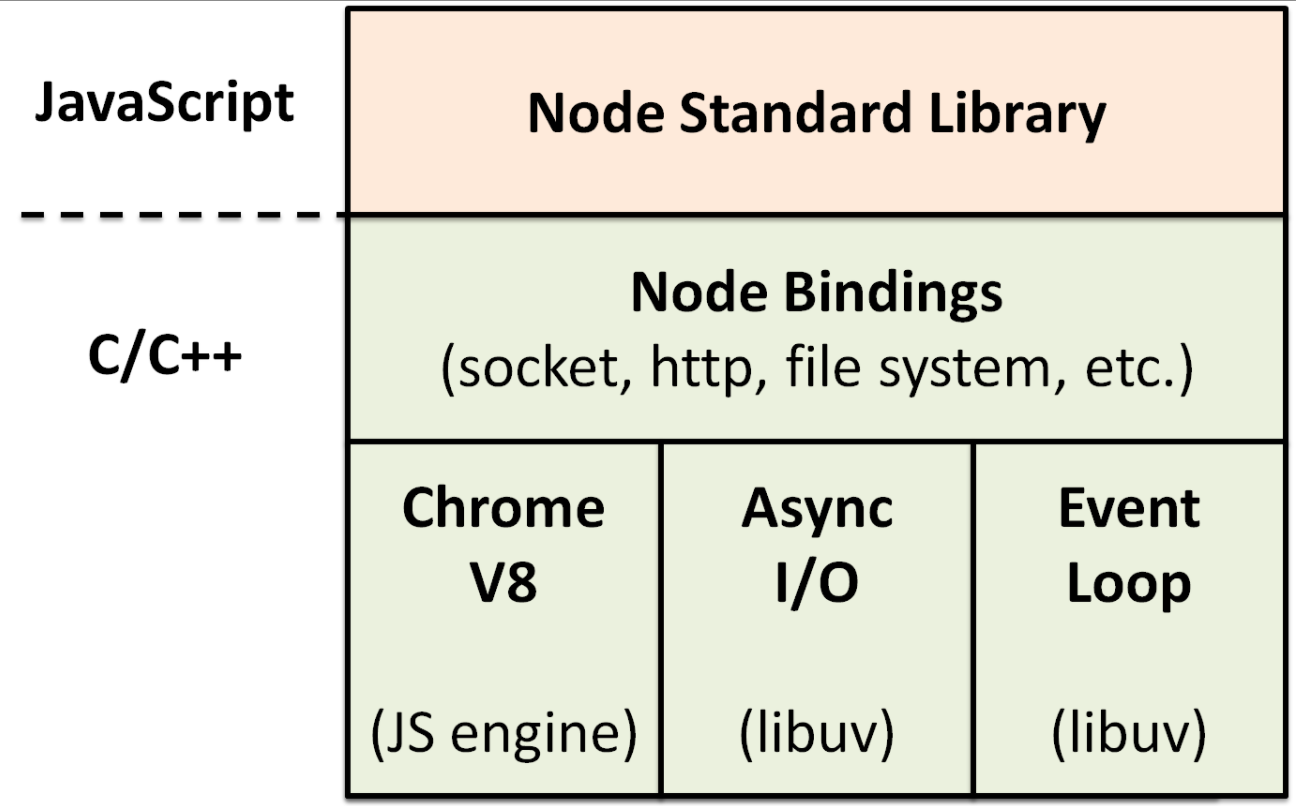 JavaScript
Node Standard Library
C/C++
Node Bindings
(socket, http, file system, etc.)
Chrome
V8
(JS engine)
Async
I/O
(libuv)
Event
Loop
(libuv)